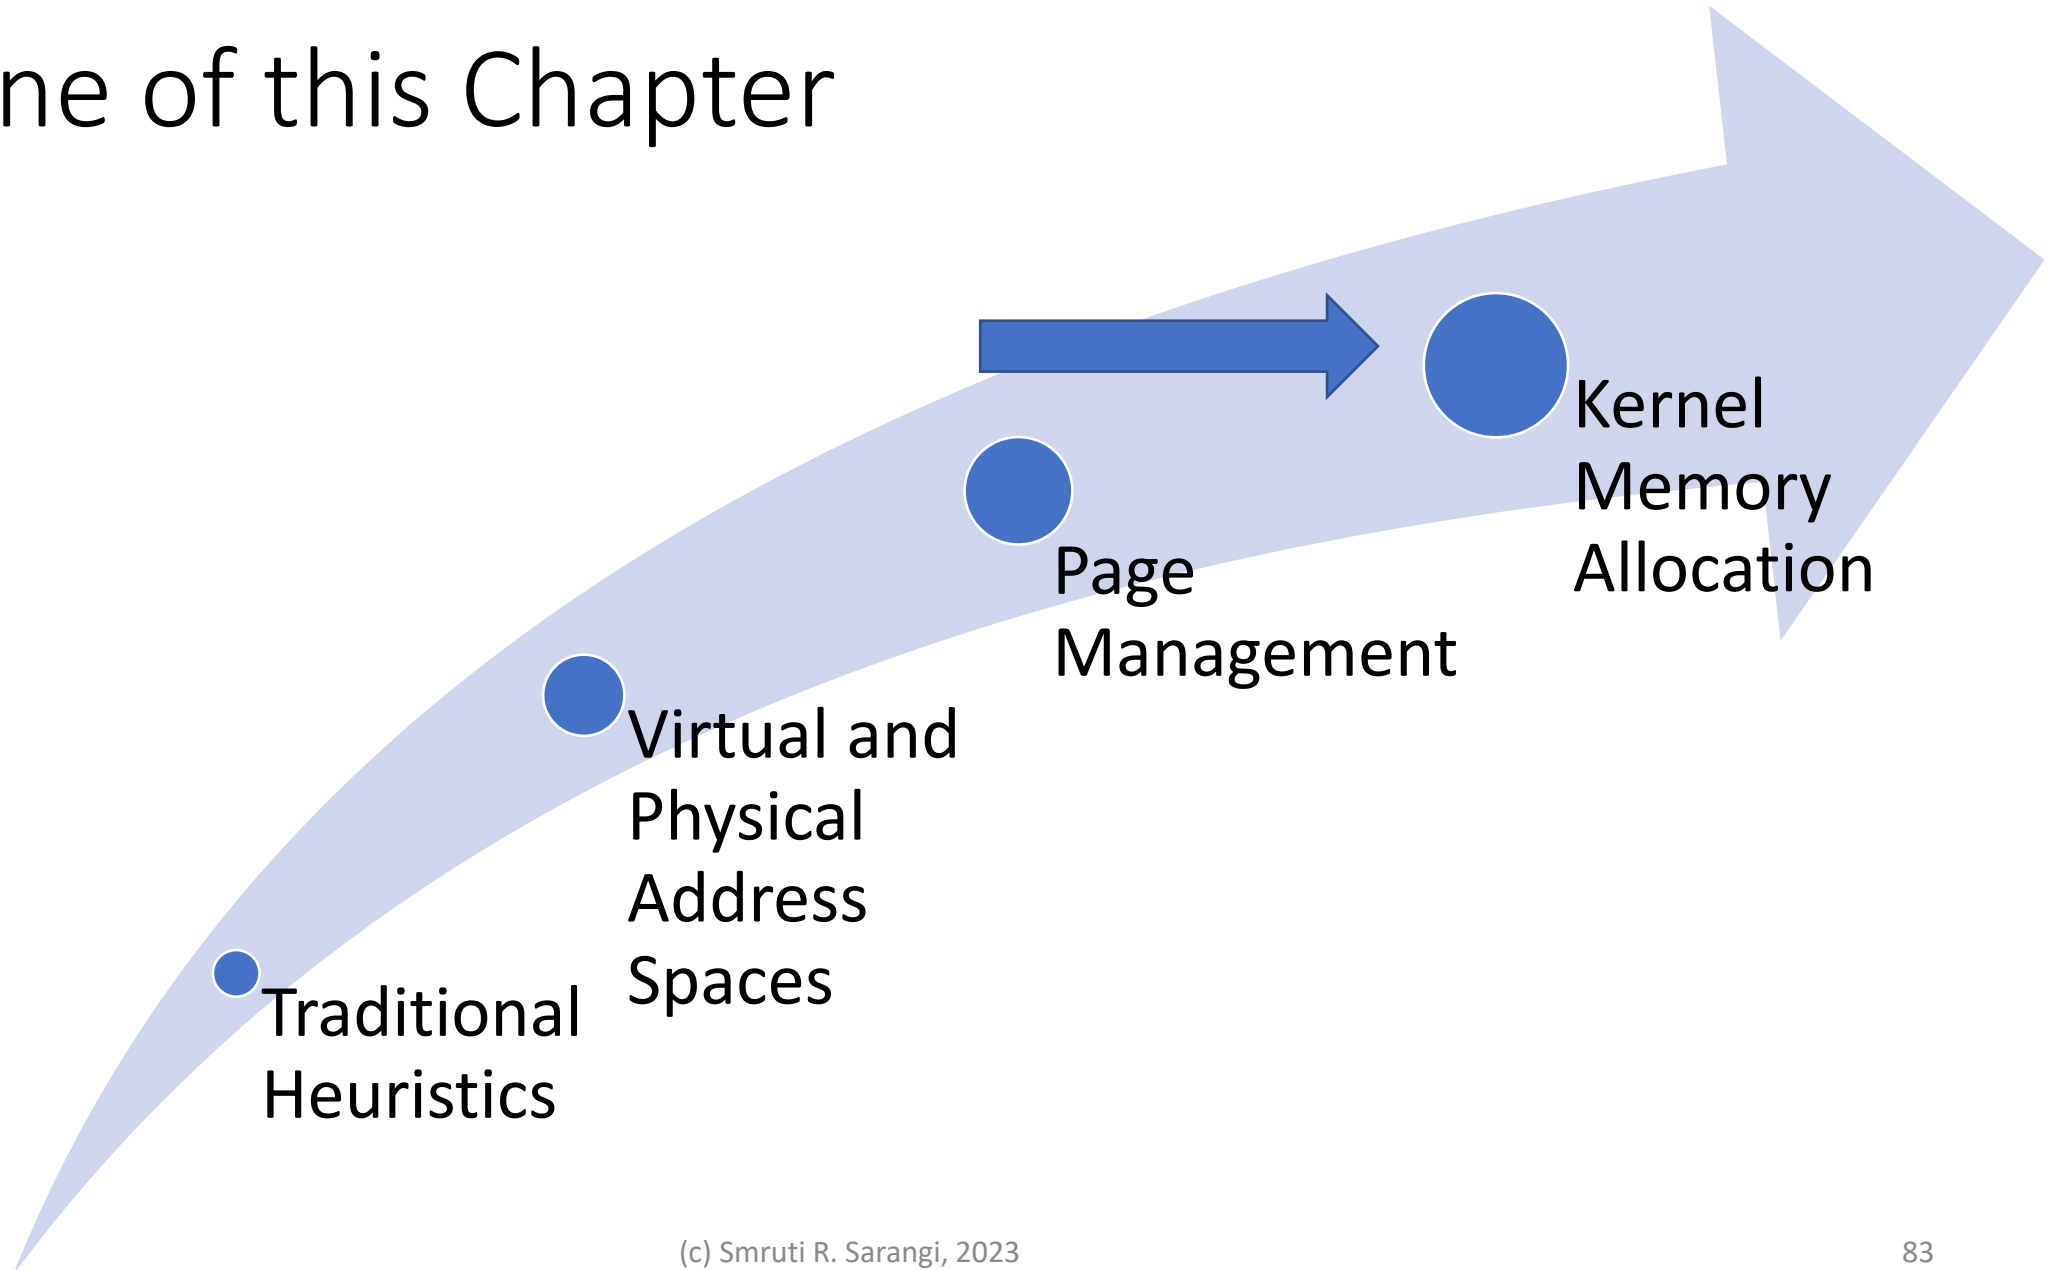 ne of this Chapter
Kernel
Memory
Allocation
Page
Management
Virtual and
Physical
Address
Spaces
Traditional
Heuristics
(c) Smruti R. Sarangi, 2023
83